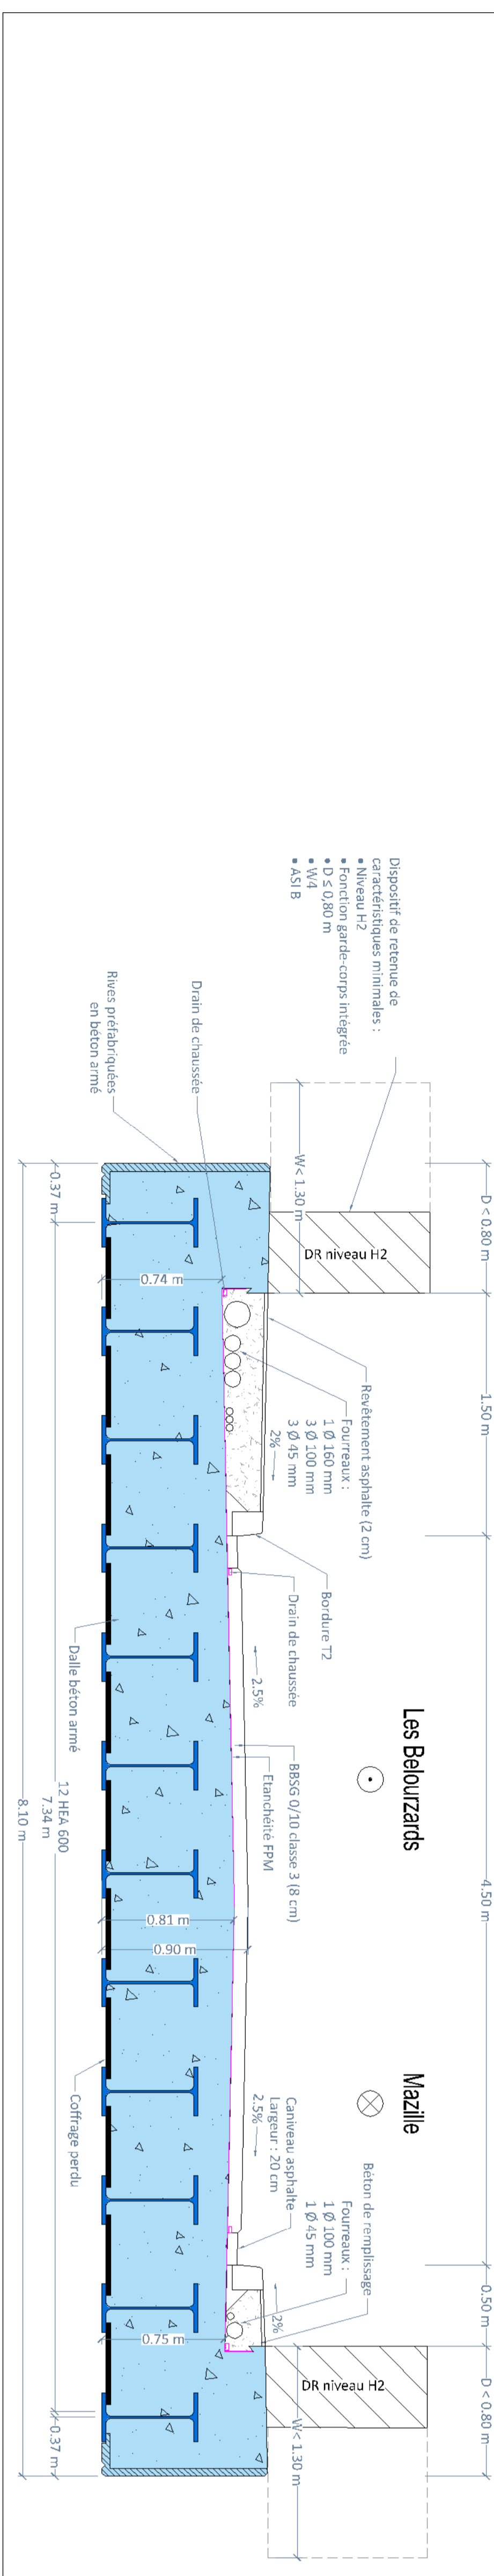 D < 0.80 m
1.50 m
4.50 m
0.50 m
D < 0.80 m
Les Belourzards
Mazille
Dispositif de retenue de
caractéristiques minimales :
▪ Niveau H2
▪ Fonction garde-corps intégrée
▪ D ≤ 0,80 m
▪ W4
▪ ASI B
DR niveau H2
W< 1.30 m
Revêtement asphalte (2 cm)
Fourreaux :
1 Ø 160 mm
3 Ø 100 mm
3 Ø 45 mm
2%
Bordure T2
Drain de chaussée
2.5%
BBSG 0/10 classe 3 (8 cm)
Etanchéité FPM
Caniveau asphalte
Largeur : 20 cm
2.5%
Béton de remplissage
Fourreaux :
1 Ø 100 mm
1 Ø 45 mm
2%
DR niveau H2
W< 1.30 m
Drain de chaussée
Rives préfabriquées
en béton armé
0.74 m
0.81 m
0.90 m
0.75 m
Dalle béton armé
Coffrage perdu
0.37 m
12 HEA 600
7.34 m
0.37 m
8.10 m